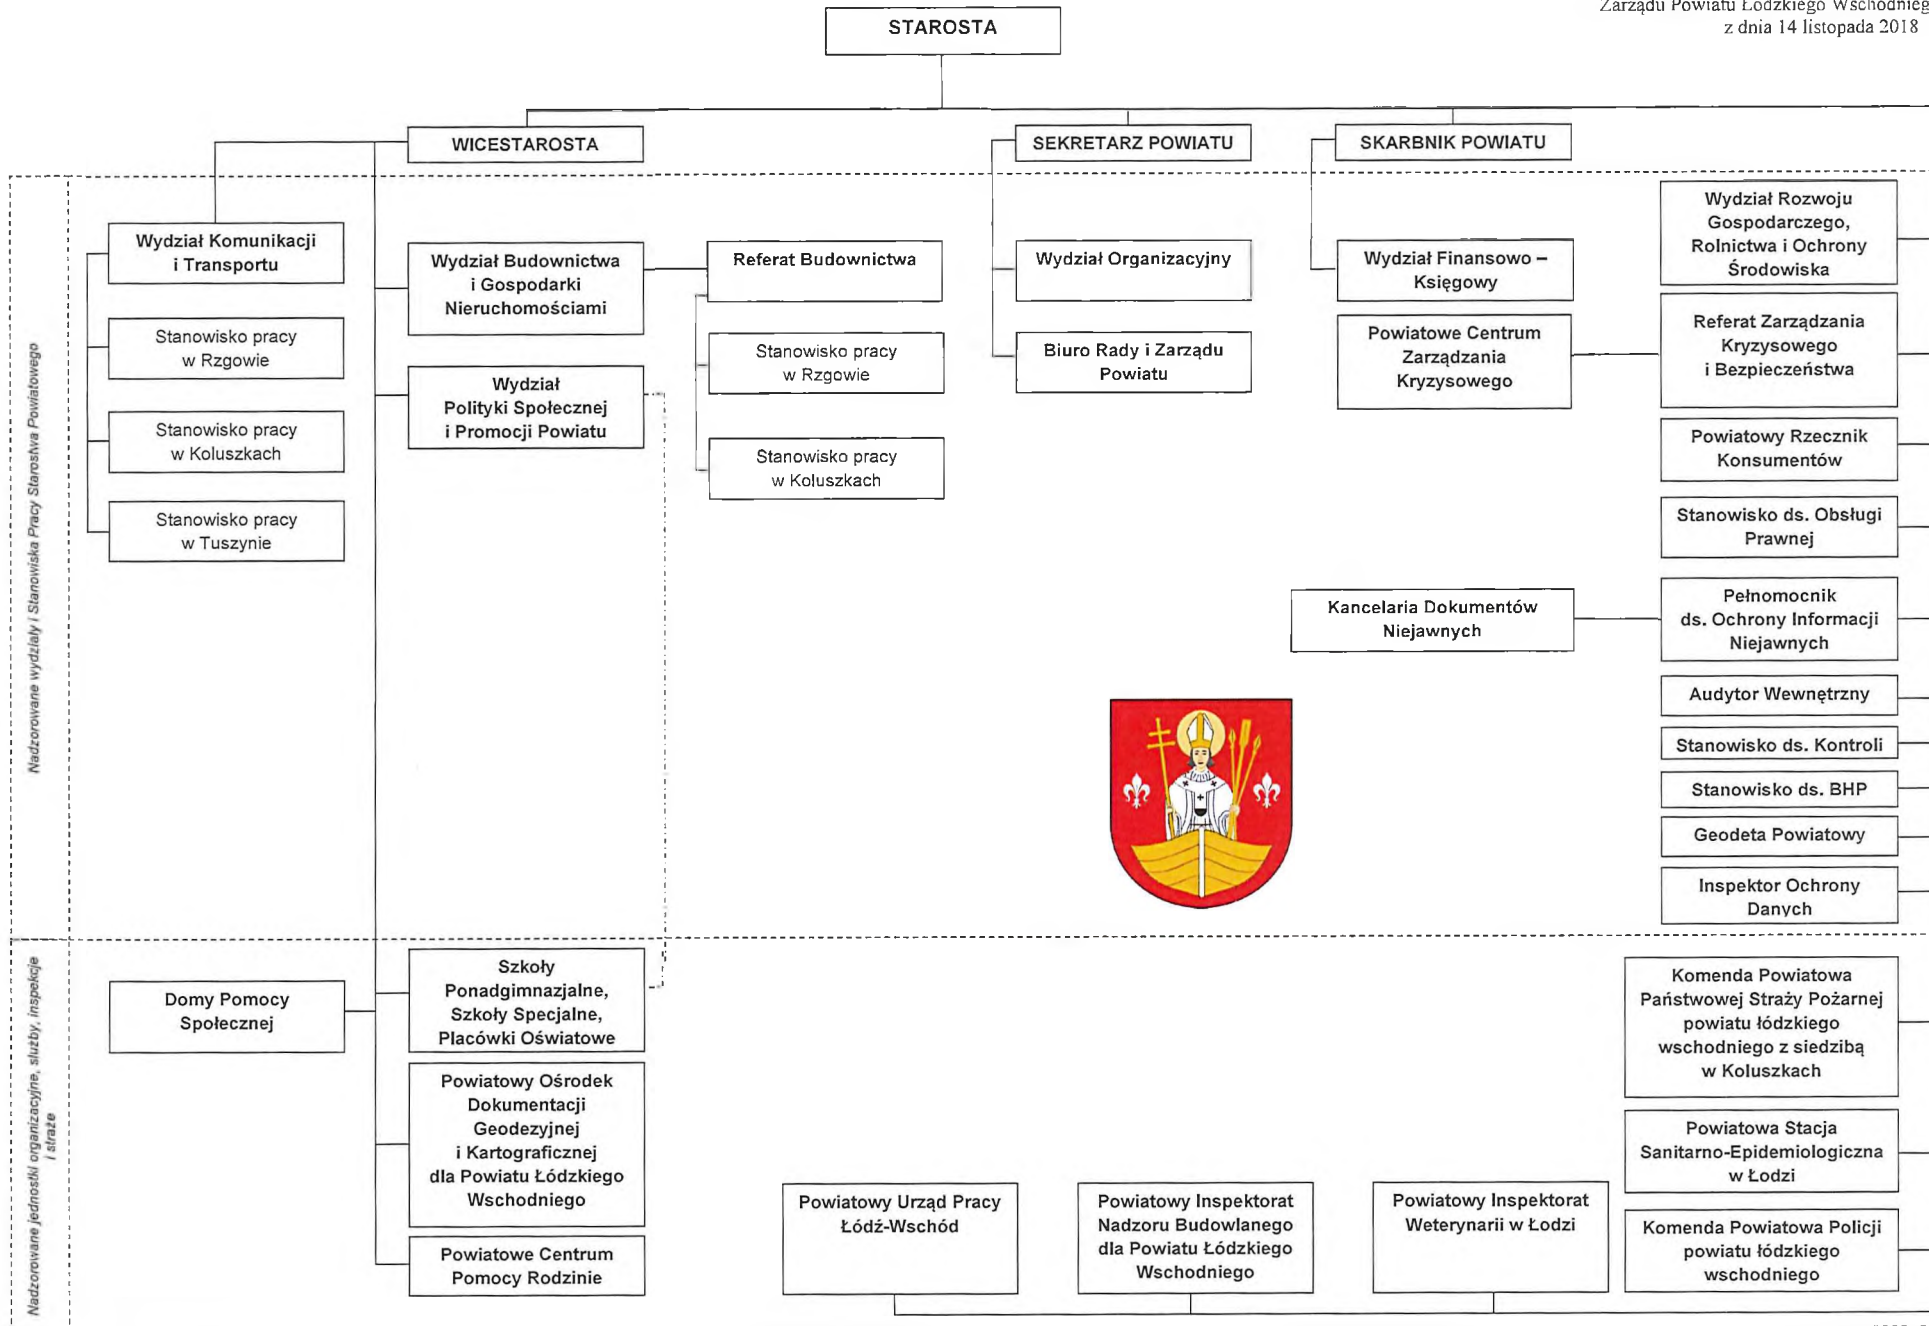 Zarządu Powiatu Łódzkiego Wschodnieg
z dnia 14 listopada 2018
STAROSTA
WICESTAROSTA
SEKRETARZ POWIATU
SKARBNIK POWIATU
Nadzorowane wydziały i Stanowiska Pracy Starostwa Powiatowego
Wydział Komunikacji
i Transportu
Stanowisko pracy
w Rzgowie
Stanowisko pracy
w Koluszkach
Stanowisko pracy
w Tuszynie
Wydział Budownictwa
i Gospodarki
Nieruchomościami
Wydział
Polityki Społecznej
i Promocji Powiatu
Referat Budownictwa
Stanowisko pracy
w Rzgowie
Stanowisko pracy
w Koluszkach
Wydział Organizacyjny
Biuro Rady i Zarządu
Powiatu
Wydział Finansowo –
Księgowy
Powiatowe Centrum
Zarządzania
Kryzysowego
Kancelaria Dokumentów
Niejawnych
Wydział Rozwoju
Gospodarczego,
Rolnictwa i Ochrony
Środowiska
Referat Zarządzania
Kryzysowego
i Bezpieczeństwa
Powiatowy Rzecznik
Konsumentów
Stanowisko ds. Obsługi
Prawnej
Pełnomocnik
ds. Ochrony Informacji
Niejawnych
Audytor Wewnętrzny
Stanowisko ds. Kontroli
Stanowisko ds. BHP
Geodeta Powiatowy
Inspektor Ochrony
Danych
Nadzorowane jednostki organizacyjne, służby, inspekcje
i straże
Domy Pomocy
Społecznej
Szkoły
Ponadgimnazjalne,
Szkoły Specjalne,
Placówki Oświatowe
Powiatowy Ośrodek
Dokumentacji
Geodezyjnej
i Kartograficznej
dla Powiatu Łódzkiego
Wschodniego
Powiatowe Centrum
Pomocy Rodzinie
Powiatowy Urząd Pracy
Łódź-Wschód
Powiatowy Inspektorat
Nadzoru Budowlanego
dla Powiatu Łódzkiego
Wschodniego
Powiatowy Inspektorat
Weterynarii w Łodzi
Komenda Powiatowa
Państwowej Straży Pożarnej
powiatu łódzkiego
wschodniego z siedzibą
w Koluszkach
Powiatowa Stacja
Sanitarno-Epidemiologiczna
w Łodzi
Komenda Powiatowa Policji
powiatu łódzkiego
wschodniego